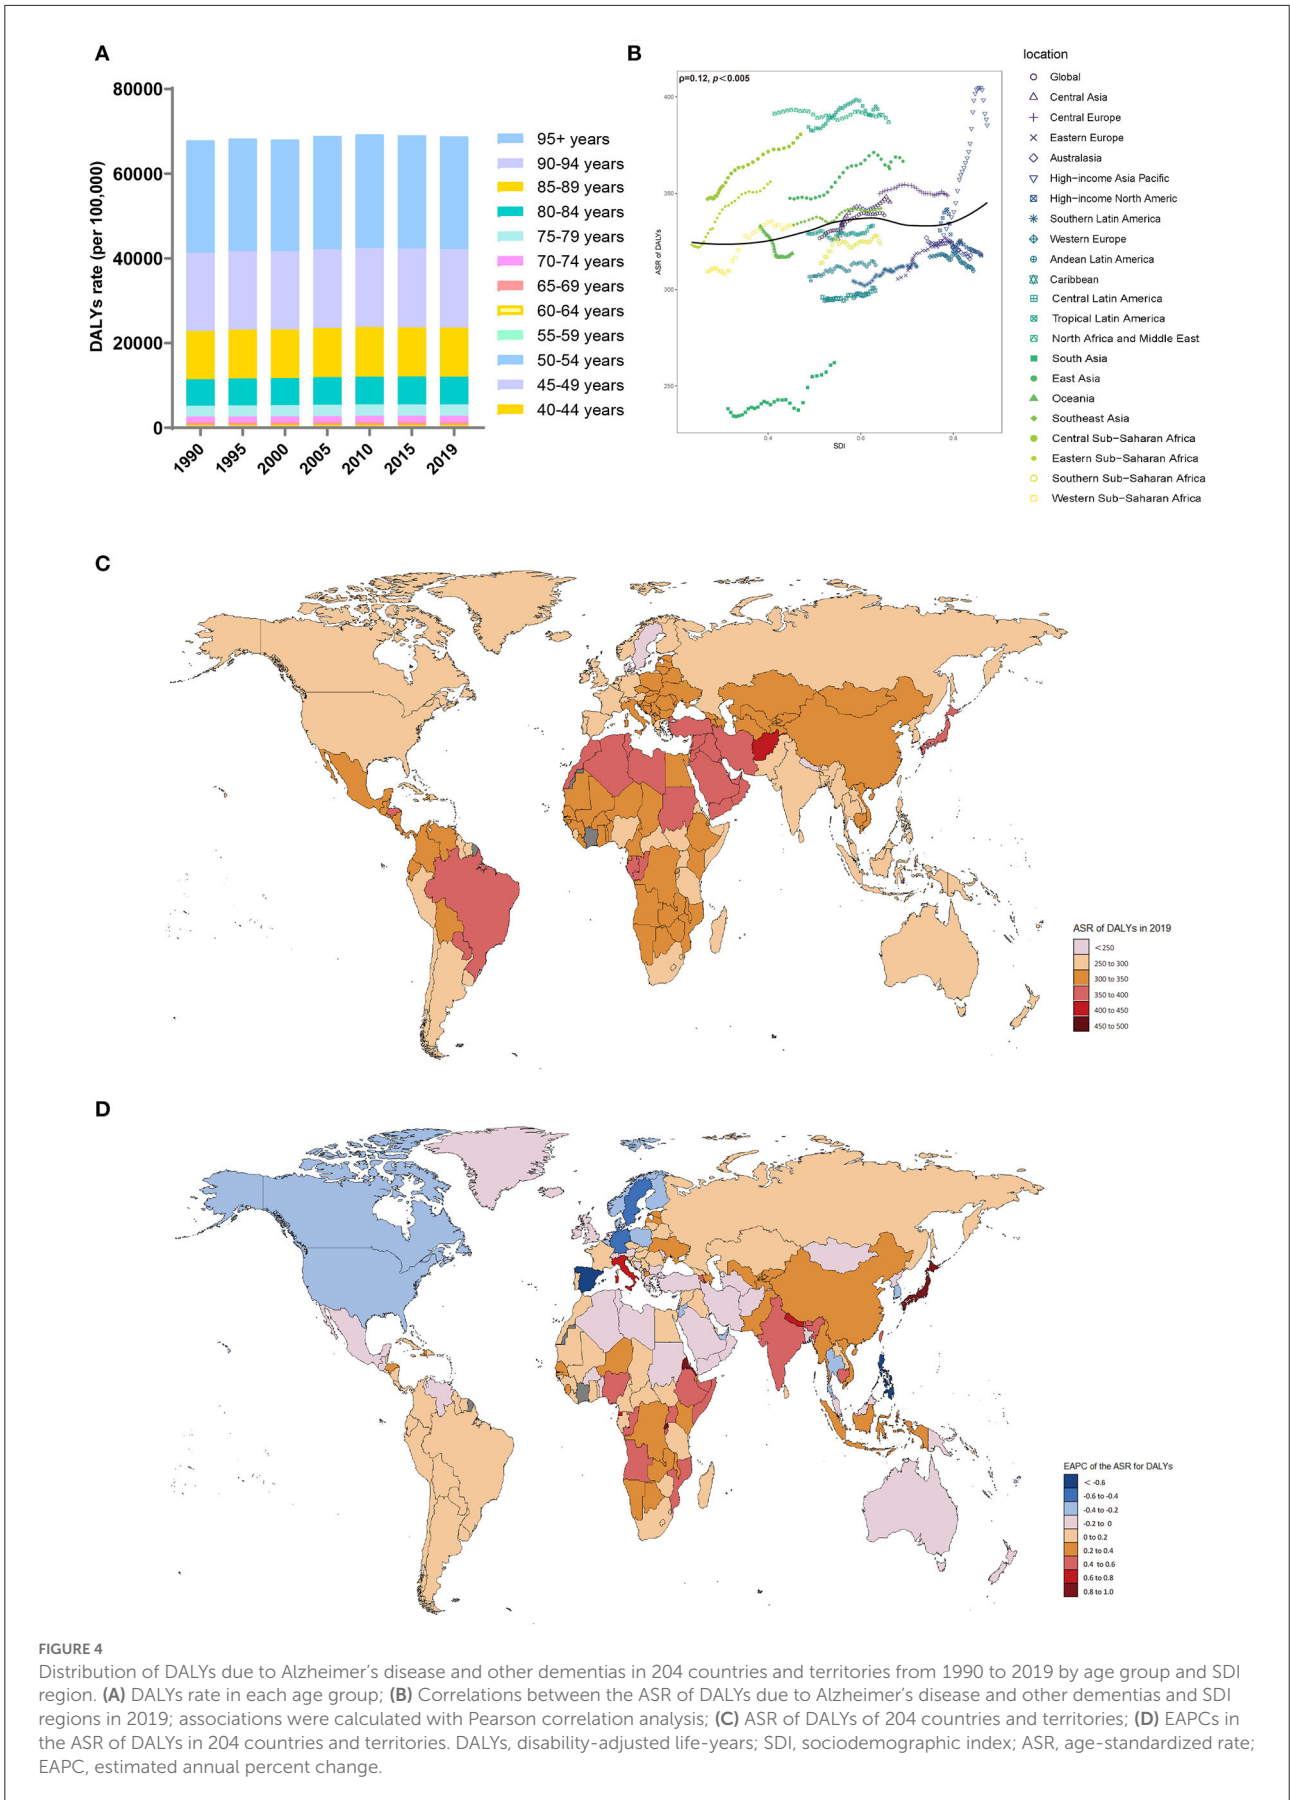 A
80000
60000
40000
20000
0
DALYs rate (per 100,000)
1990
1995
2000
2005
2010
2015
2019
95+ years
90-94 years
85-89 years
80-84 years
75-79 years
70-74 years
65-69 years
60-64 years
55-59 years
50-54 years
45-49 years
40-44 years
B
ρ=0.12, p<0.005
400
350
300
250
ASR of DALYs
0.4
0.6
0.8
SDI
location
Global
Central Asia
Central Europe
Eastern Europe
Australasia
High-income Asia Pacific
High-income North Americ
Southern Latin America
Western Europe
Andean Latin America
Caribbean
Central Latin America
Tropical Latin America
North Africa and Middle East
South Asia
East Asia
Oceania
Southeast Asia
Central Sub-Saharan Africa
Eastern Sub-Saharan Africa
Southern Sub-Saharan Africa
Western Sub-Saharan Africa
C
ASR of DALYs in 2019
<250
250 to 300
300 to 350
350 to 400
400 to 450
450 to 500
D
EAPC of the ASR for DALYs
< -0.6
-0.6 to -0.4
-0.4 to -0.2
-0.2 to 0
0 to 0.2
0.2 to 0.4
0.4 to 0.6
0.6 to 0.8
0.8 to 1.0
FIGURE 4
Distribution of DALYs due to Alzheimer's disease and other dementias in 204 countries and territories from 1990 to 2019 by age group and SDI
region. (A) DALYs rate in each age group; (B) Correlations between the ASR of DALYs due to Alzheimer's disease and other dementias and SDI
regions in 2019; associations were calculated with Pearson correlation analysis; (C) ASR of DALYs of 204 countries and territories; (D) EAPCs in
the ASR of DALYs in 204 countries and territories. DALYs, disability-adjusted life-years; SDI, sociodemographic index; ASR, age-standardized rate;
EAPC, estimated annual percent change.